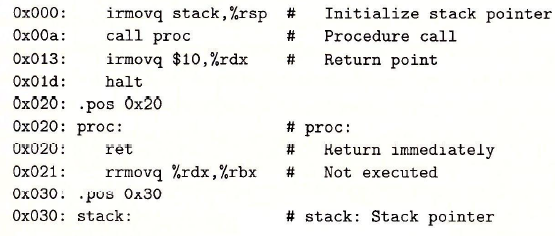 0x000: irmovq stack,%rsp # Initialize stack pointer
0x00a: call proc # Procedure call
0x013: irmovq $10,%rdx # Return point
0x01d: halt
0x020: .pos 0x20
0x020: proc: # proc:
0x020: ret # Return immediately
0x021: rrmovq %rdx,%rbx # Not executed
0x030: .pos 0x30
0x030: stack: # stack: Stack pointer